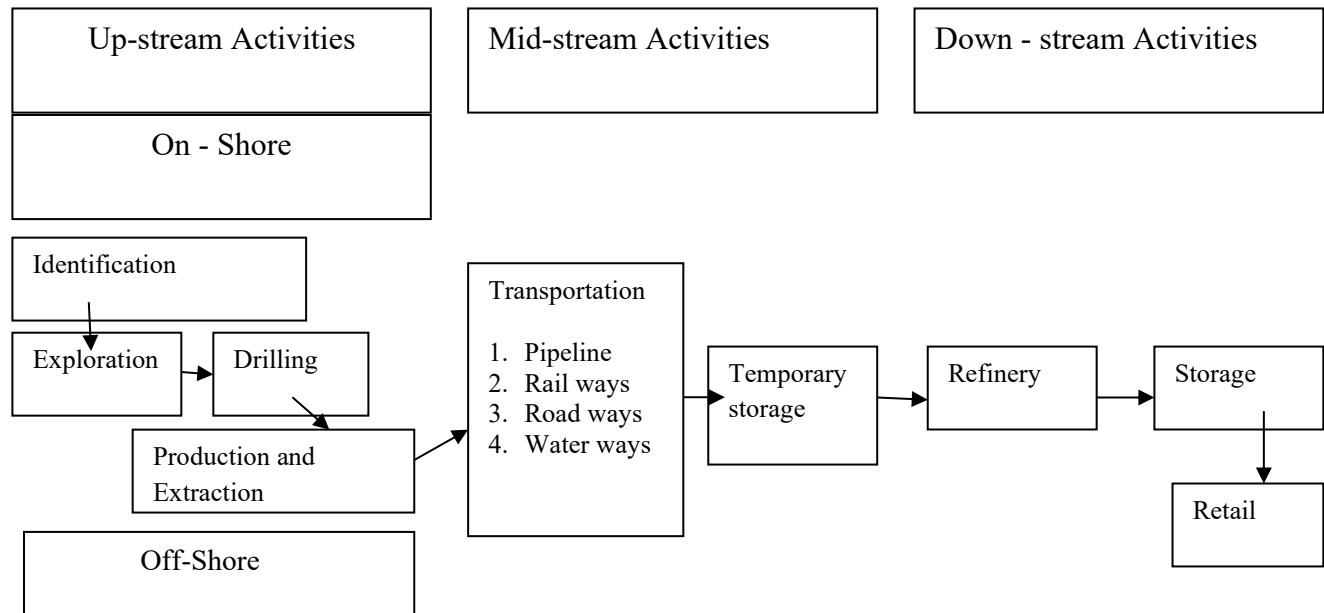 Up-stream Activities
Mid-stream Activities
Down - stream Activities
On - Shore
Identification
Exploration
Drilling
Production and
Extraction
Off-Shore
Transportation
1. Pipeline
2. Rail ways
3. Road ways
4. Water ways
Temporary
storage
Refinery
Storage
Retail